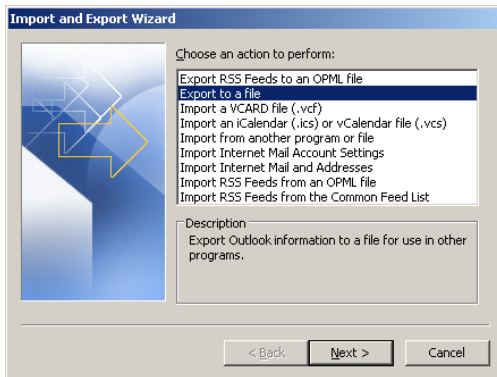 Import and Export Wizard
Choose an action to perform:
Export RSS Feeds to an OPML file
Export to a file
Import a VCARD file (.vcf)
Import an iCalendar (.ics) or vCalendar file (.vcs)
Import from another program or file
Import Internet Mail Account Settings
Import Internet Mail and Addresses
Import RSS Feeds from an OPML file
Import RSS Feeds from the Common Feed List
Description
Export Outlook information to a file for use in other
programs.
< Back Next > Cancel